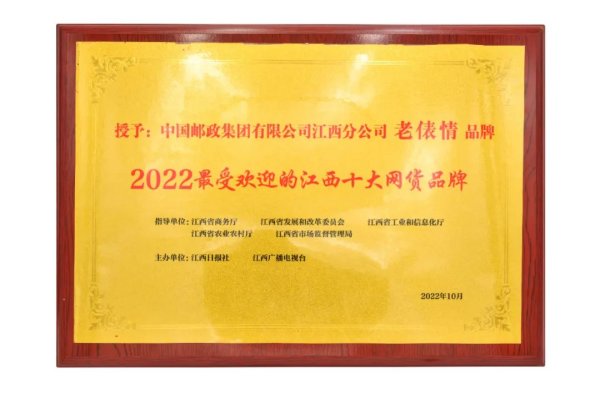 授予：中国邮政集团有限公司江西分公司 老俵情 品牌
2022最受欢迎的江西十大网货品牌
指导单位：江西省商务厅 江西省发展和改革委员会 江西省工业和信息化厅
江西省农业农村厅 江西省市场监督管理局
主办单位：江西日报社 江西广播电视台
2022年10月